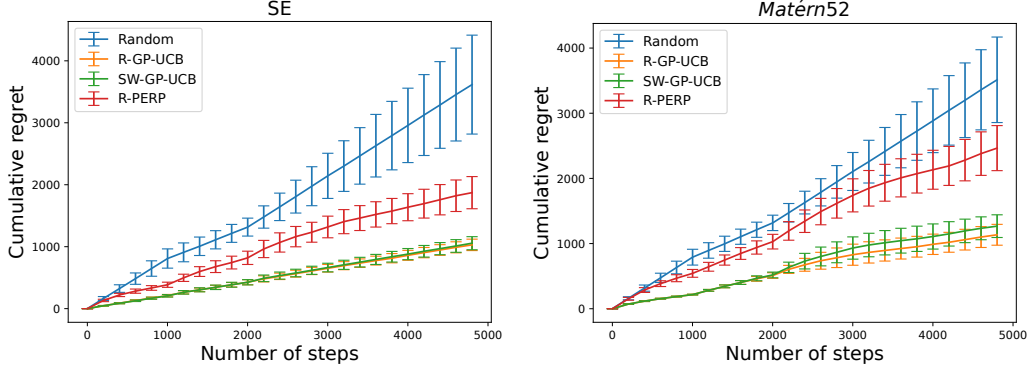 SE
Cumulative regret
4000
3000
2000
1000
0
Random
R-GP-UCB
SW-GP-UCB
R-PERP
0 1000 2000 3000 4000 5000
Number of steps
Matérn52
Cumulative regret
4000
3000
2000
1000
0
Random
R-GP-UCB
SW-GP-UCB
R-PERP
0 1000 2000 3000 4000 5000
Number of steps